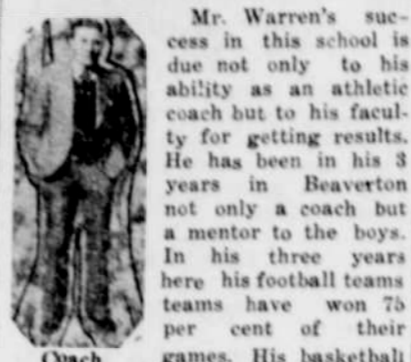 Mr. Warren's suc-
cess in this school is
due not only to his
ability as an athletic
coach but to his facul-
ty for getting results.
He has been in his 3
years in Beaverton
not only a coach but
a mentor to the boys.
In his three years
here his football teams
teams have won 75
per cent of their
games. His basketball
Coach